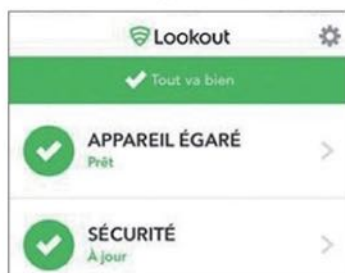 Lookout
Tout va bien
APPAREIL ÉGARÉ
Prêt
SÉCURITÉ
À jour